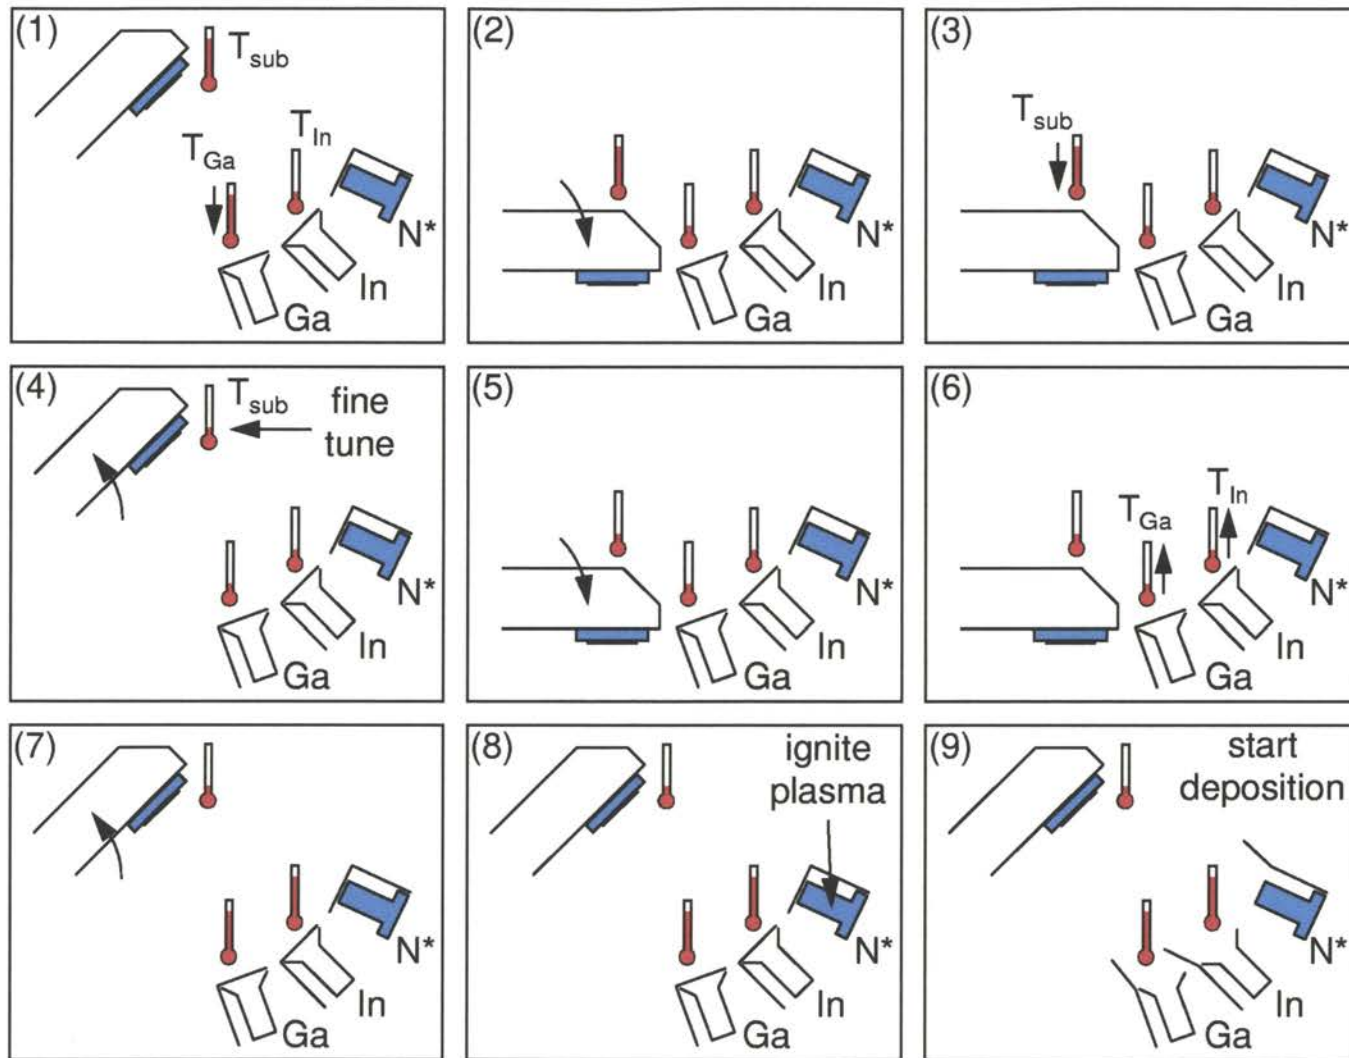 (1)
T_sub
T_Ga
T_In
N*
In
Ga
(2)
N*
In
Ga
(3)
T_sub
N*
In
Ga
(4)
T_sub
fine
tune
N*
In
Ga
(5)
N*
In
Ga
(6)
T_Ga
T_In
N*
In
Ga
(7)
N*
In
Ga
(8)
ignite
plasma
N*
In
Ga
(9)
start
deposition
N*
In
Ga